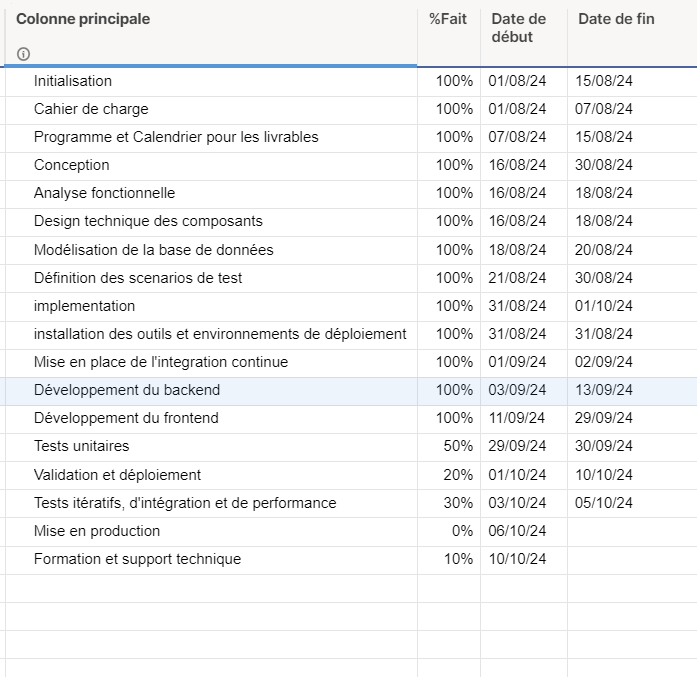 Colonne principale %Fait Date de début Date de fin
Initialisation 100% 01/08/24 15/08/24
Cahier de charge 100% 01/08/24 07/08/24
Programme et Calendrier pour les livrables 100% 07/08/24 15/08/24
Conception 100% 16/08/24 30/08/24
Analyse fonctionnelle 100% 16/08/24 18/08/24
Design technique des composants 100% 16/08/24 18/08/24
Modélisation de la base de données 100% 18/08/24 20/08/24
Définition des scenarios de test 100% 21/08/24 30/08/24
implementation 100% 31/08/24 01/10/24
installation des outils et environnements de déploiement 100% 31/08/24 31/08/24
Mise en place de l'integration continue 100% 01/09/24 02/09/24
Développement du backend 100% 03/09/24 13/09/24
Développement du frontend 100% 11/09/24 29/09/24
Tests unitaires 50% 29/09/24 30/09/24
Validation et déploiement 20% 01/10/24 10/10/24
Tests itératifs, d'intégration et de performance 30% 03/10/24 05/10/24
Mise en production 0% 06/10/24
Formation et support technique 10% 10/10/24